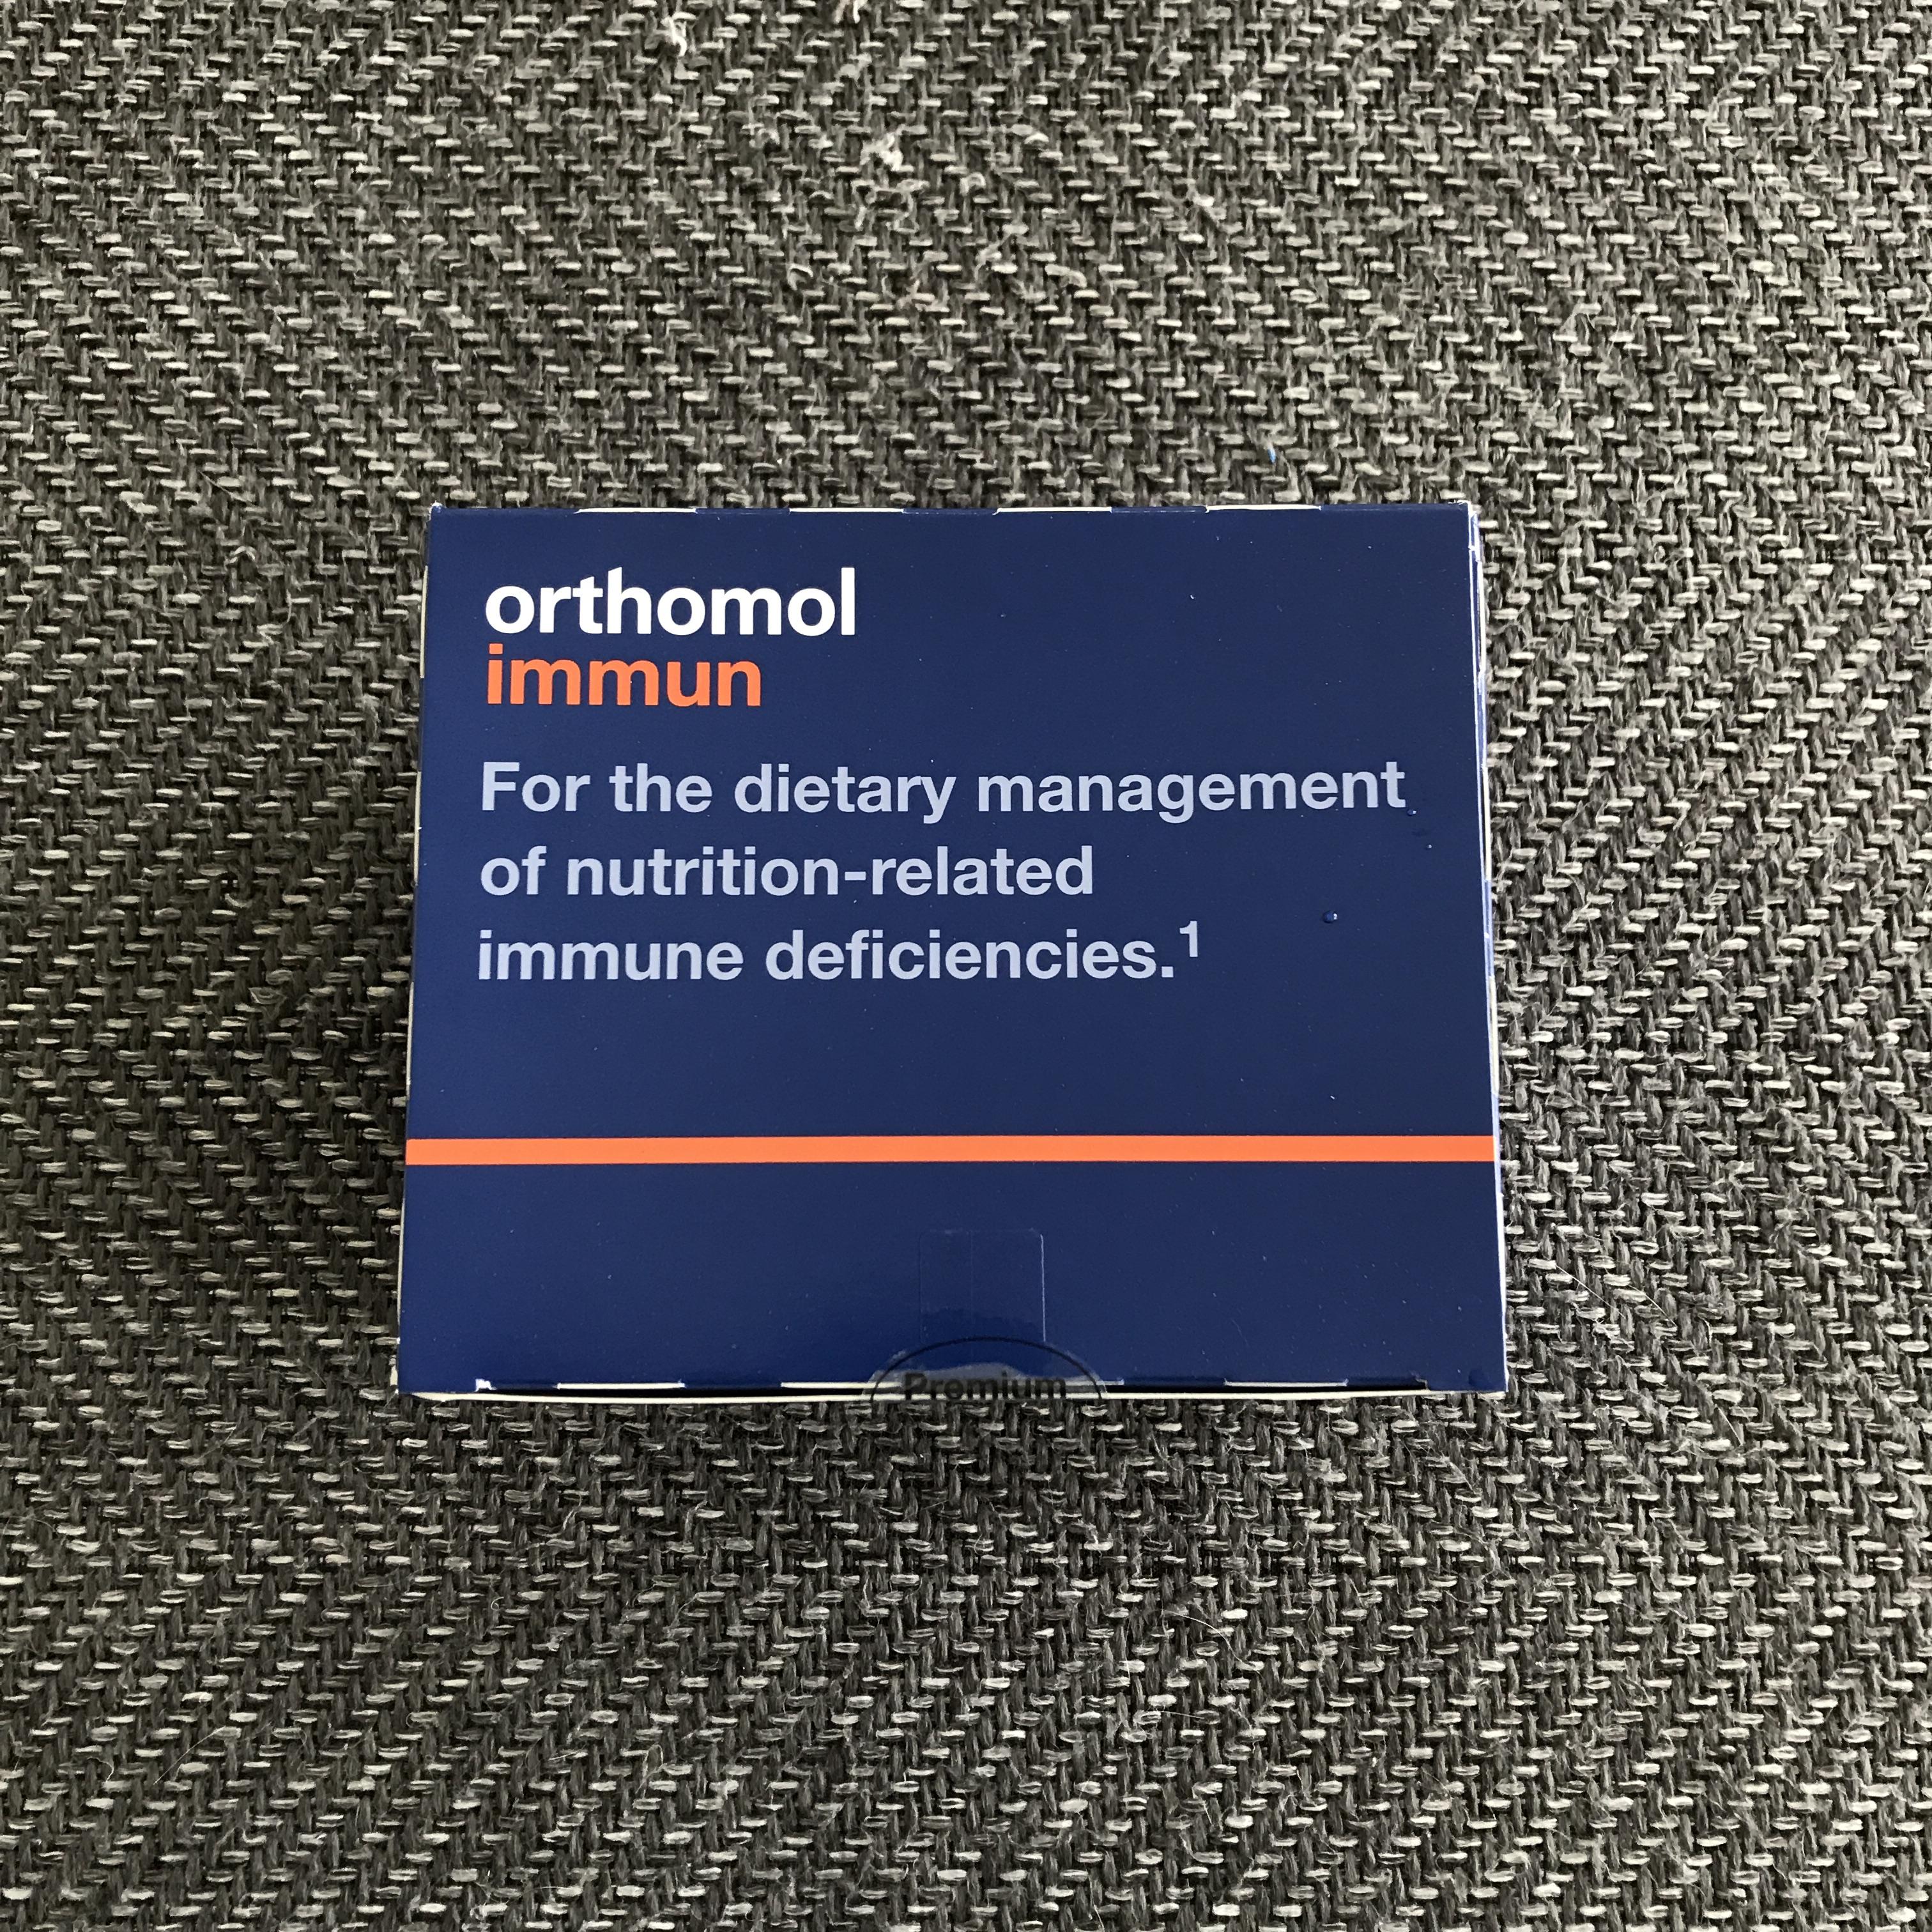 orthomol
immun
For the dietary management
of nutrition-related
immune deficiencies.¹
Premium